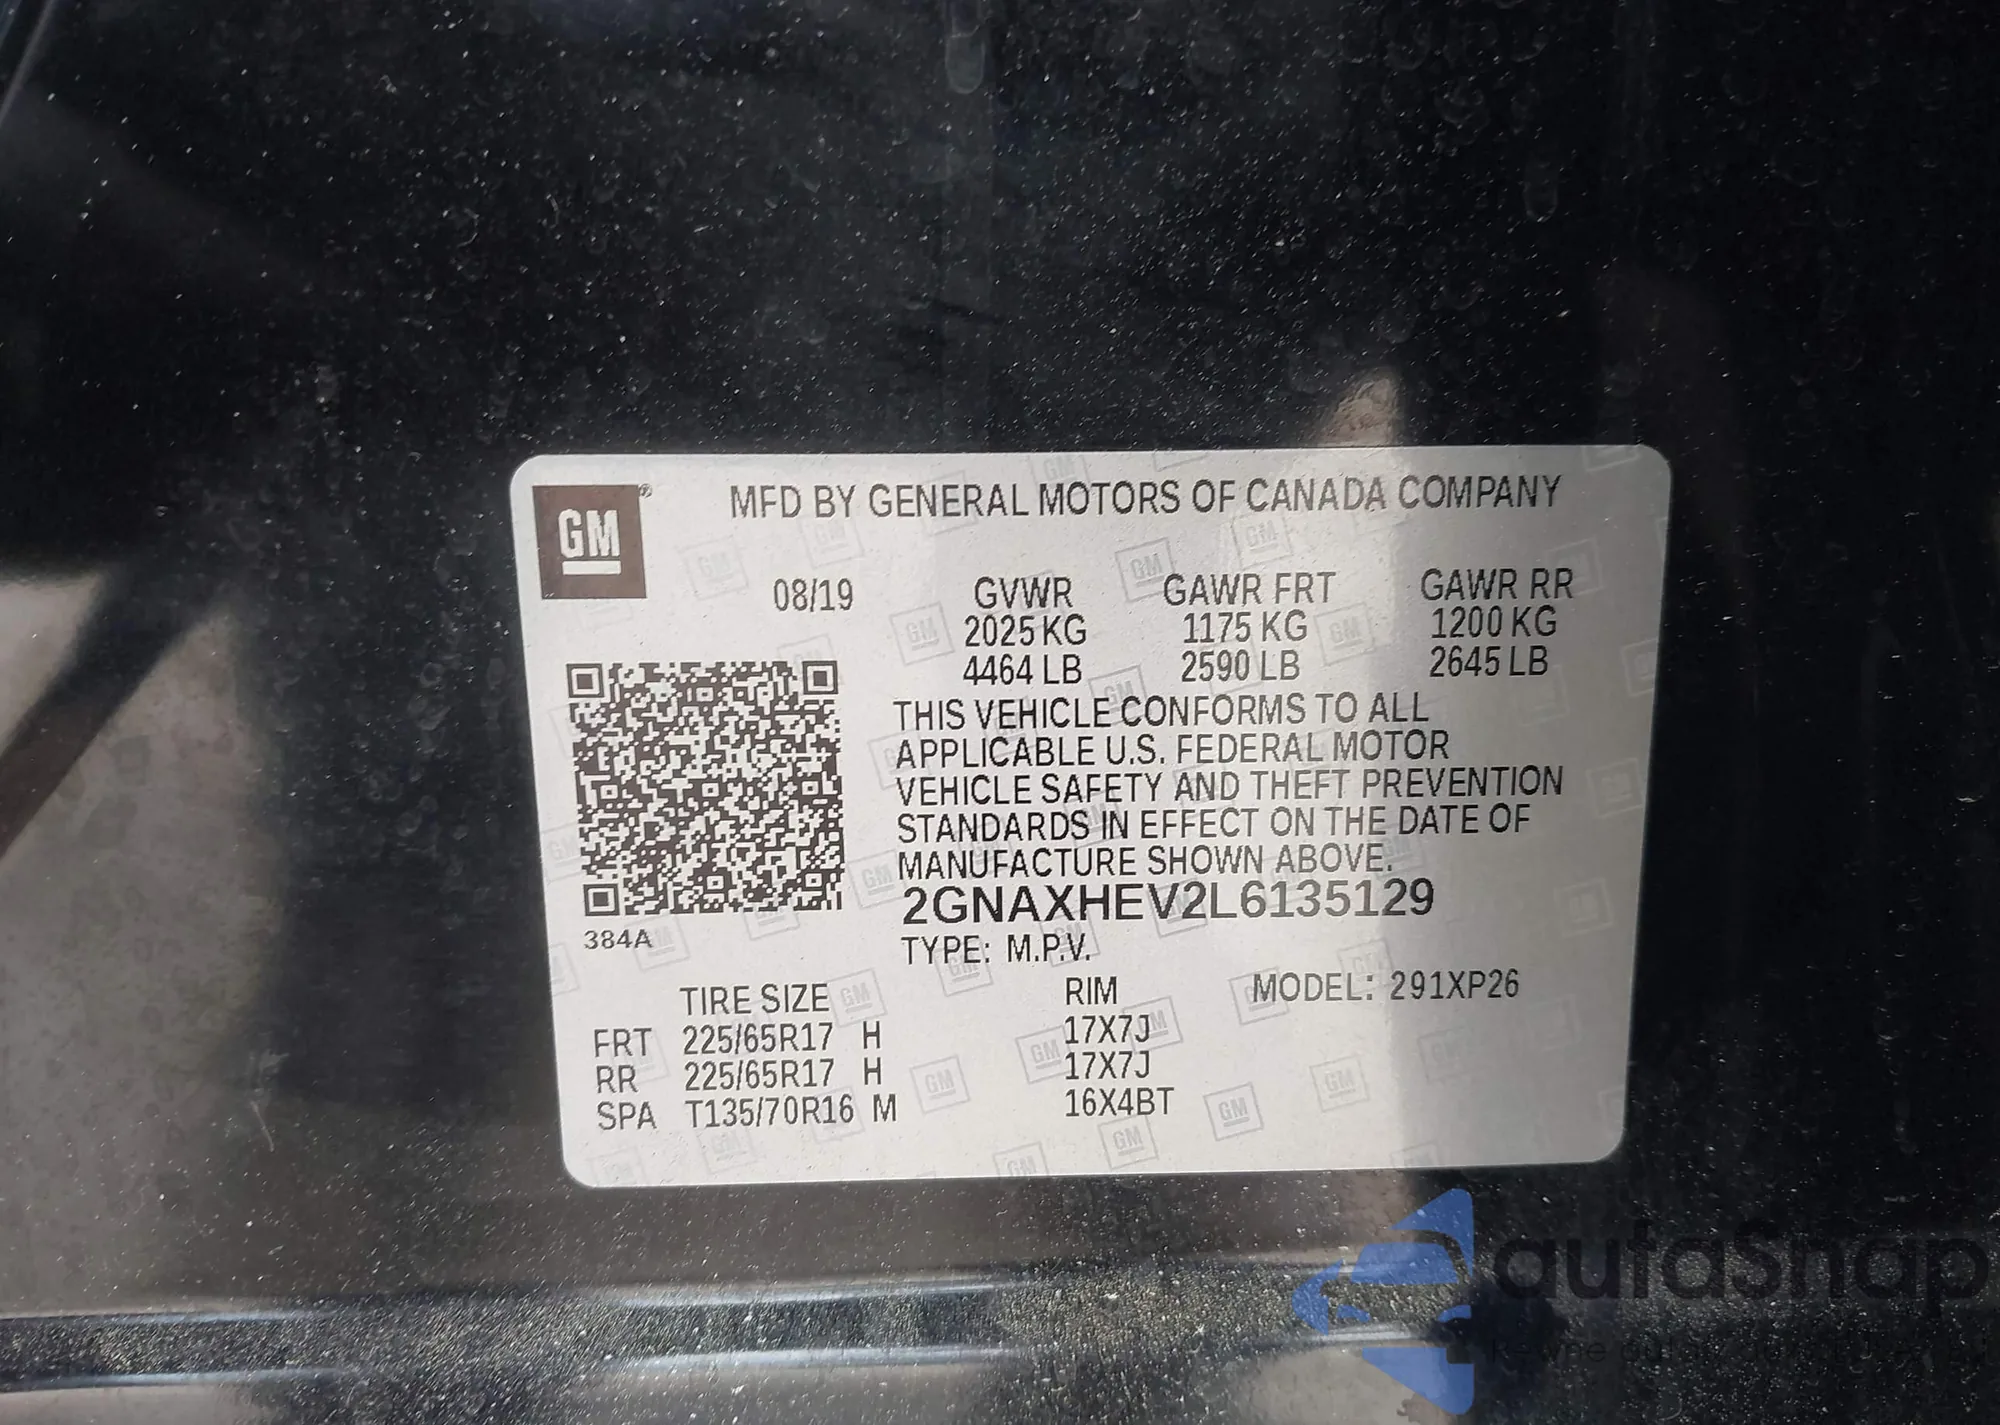 GM®
MFD BY GENERAL MOTORS OF CANADA COMPANY
08/19 GVWR GAWR FRT GAWR RR
2025 KG 1175 KG 1200 KG
4464 LB 2590 LB 2645 LB
THIS VEHICLE CONFORMS TO ALL
APPLICABLE U.S. FEDERAL MOTOR
VEHICLE SAFETY AND THEFT PREVENTION
STANDARDS IN EFFECT ON THE DATE OF
MANUFACTURE SHOWN ABOVE.
2GNAXHEV2L6135129
384A
TYPE: M.P.V.
TIRE SIZE RIM MODEL: 291XP26
FRT 225/65R17 H 17X7J
RR 225/65R17 H 17X7J
SPA T135/70R16 M 16X4BT
autaSnap